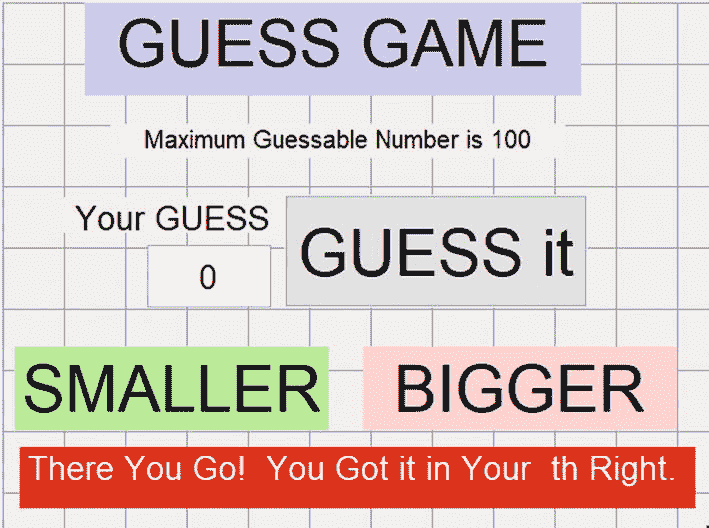 GUESS GAME
Maximum Guessable Number is 100
Your GUESS
GUESS it
0
SMALLER BIGGER
There You Go!  You Got it in Your  th Right.